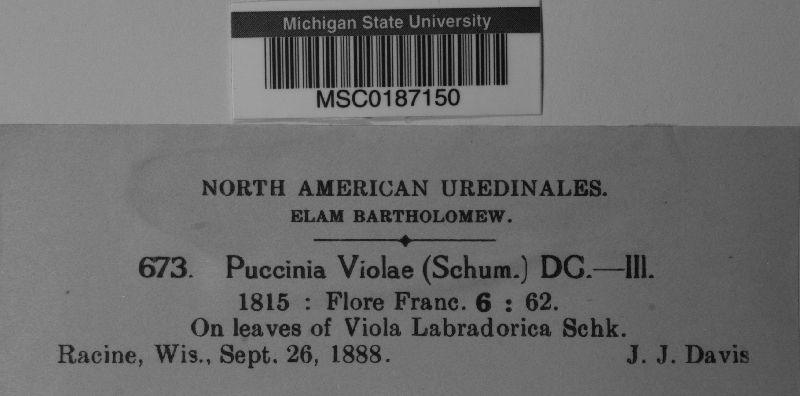 Michigan State University
MSC0187150
NORTH AMERICAN UREDINALES.
ELAM BARTHOLOMEW.
673. Puccinia Violae (Schum.) DC.—III.
1815 : Flore Franc. 6 : 62.
On leaves of Viola Labradorica Schk.
Racine, Wis., Sept. 26, 1888. J. J. Davis